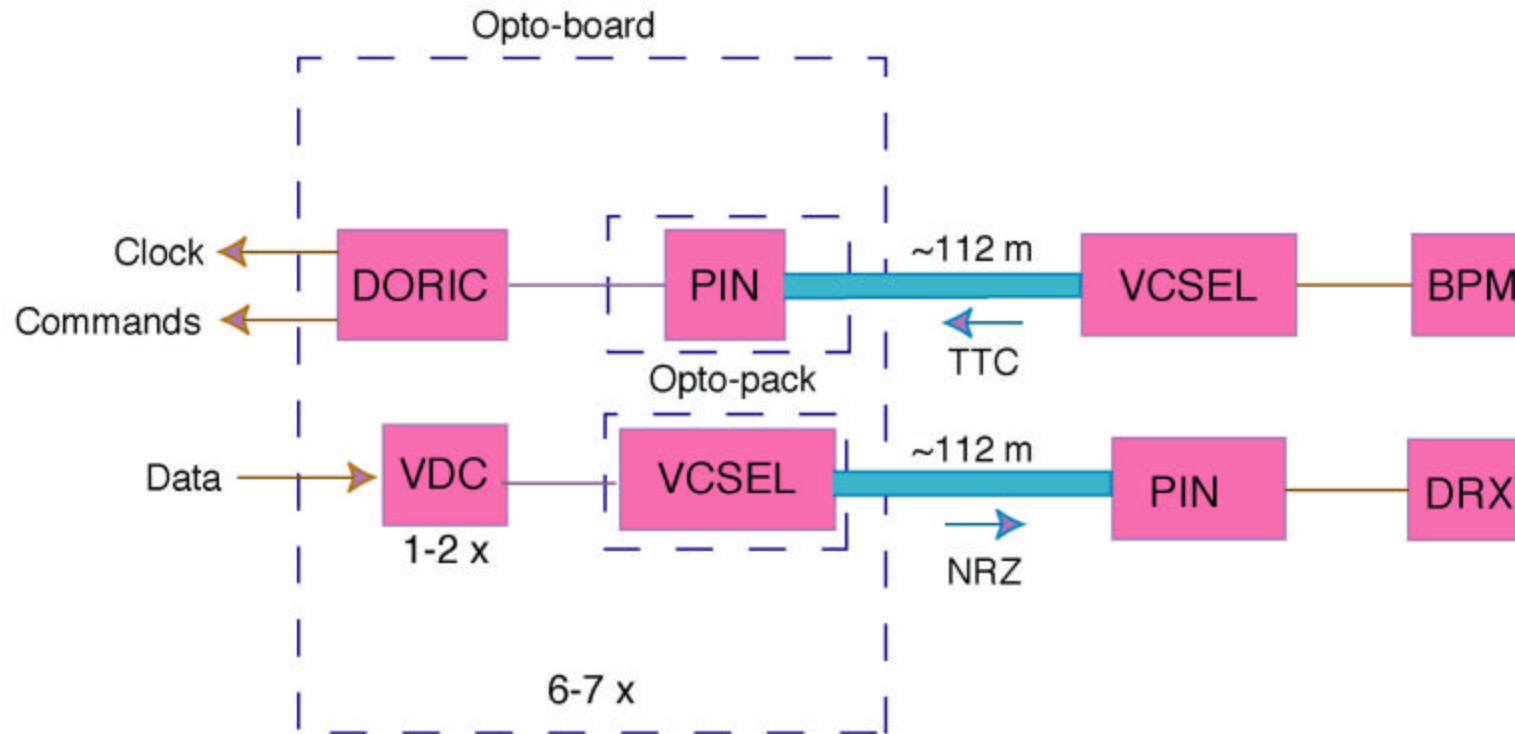 Opto-board
Clock
Commands
DORIC
PIN
~112 m
TTC
VCSEL
BPM
Opto-pack
Data
VDC
1-2 x
VCSEL
~112 m
NRZ
PIN
DRX
6-7 x